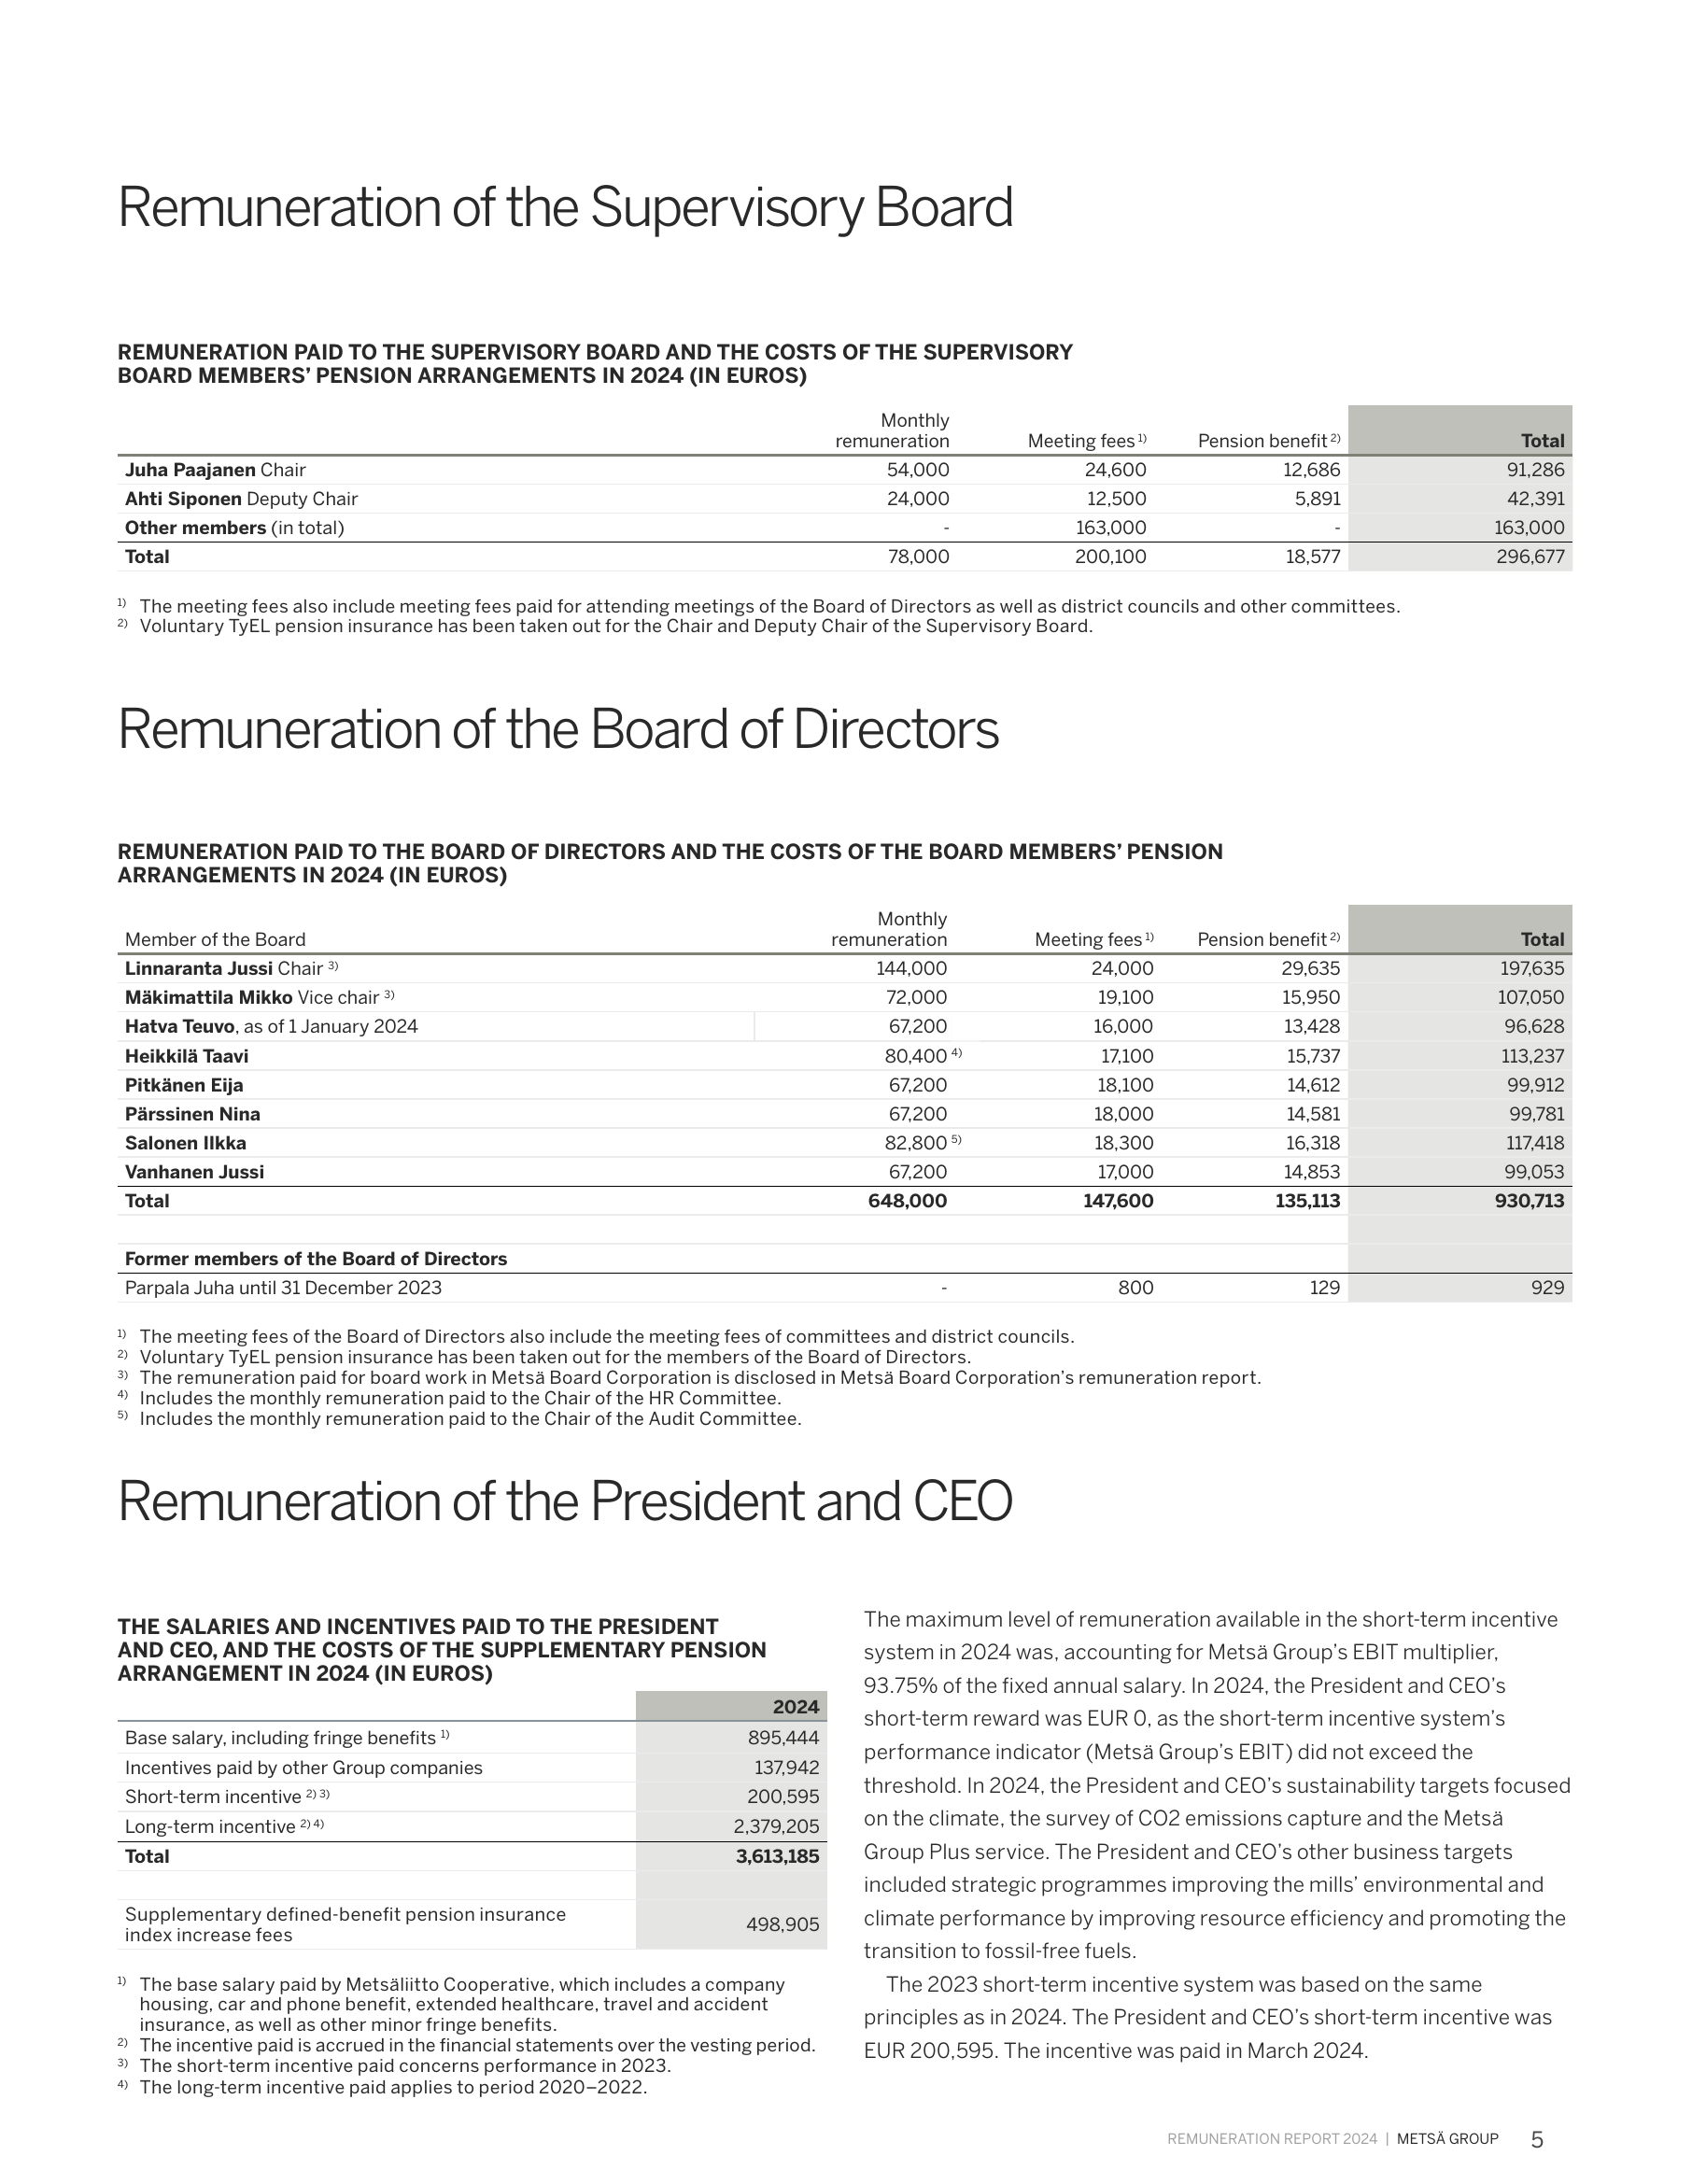 Remuneration of the Supervisory Board
REMUNERATION PAID TO THE SUPERVISORY BOARD AND THE COSTS OF THE SUPERVISORY
BOARD MEMBERS’ PENSION ARRANGEMENTS IN 2024 (IN EUROS)
Monthly
remuneration Meeting fees 1) Pension benefit 2) Total
Juha Paajanen Chair 54,000 24,600 12,686 91,286
Ahti Siponen Deputy Chair 24,000 12,500 5,891 42,391
Other members (in total) - 163,000 - 163,000
Total 78,000 200,100 18,577 296,677
1) The meeting fees also include meeting fees paid for attending meetings of the Board of Directors as well as district councils and other committees.
2) Voluntary TyEL pension insurance has been taken out for the Chair and Deputy Chair of the Supervisory Board.
Remuneration of the Board of Directors
REMUNERATION PAID TO THE BOARD OF DIRECTORS AND THE COSTS OF THE BOARD MEMBERS’ PENSION
ARRANGEMENTS IN 2024 (IN EUROS)
Monthly
Member of the Board remuneration Meeting fees 1) Pension benefit 2) Total
Linnaranta Jussi Chair 3) 144,000 24,000 29,635 197,635
Mäkimattila Mikko Vice chair 3) 72,000 19,100 15,950 107,050
Hatva Teuvo, as of 1 January 2024 67,200 16,000 13,428 96,628
Heikkilä Taavi 80,400 4) 17,100 15,737 113,237
Pitkänen Eija 67,200 18,100 14,612 99,912
Pärssinen Nina 67,200 18,000 14,581 99,781
Salonen Ilkka 82,800 5) 18,300 16,318 117,418
Vanhanen Jussi 67,200 17,000 14,853 99,053
Total 648,000 147,600 135,113 930,713
Former members of the Board of Directors
Parpala Juha until 31 December 2023 - 800 129 929
1) The meeting fees of the Board of Directors also include the meeting fees of committees and district councils.
2) Voluntary TyEL pension insurance has been taken out for the members of the Board of Directors.
3) The remuneration paid for board work in Metsä Board Corporation is disclosed in Metsä Board Corporation’s remuneration report.
4) Includes the monthly remuneration paid to the Chair of the HR Committee.
5) Includes the monthly remuneration paid to the Chair of the Audit Committee.
Remuneration of the President and CEO
THE SALARIES AND INCENTIVES PAID TO THE PRESIDENT
AND CEO, AND THE COSTS OF THE SUPPLEMENTARY PENSION
ARRANGEMENT IN 2024 (IN EUROS)
2024
Base salary, including fringe benefits 1) 895,444
Incentives paid by other Group companies 137,942
Short-term incentive 2) 3) 200,595
Long-term incentive 2) 4) 2,379,205
Total 3,613,185
Supplementary defined-benefit pension insurance
index increase fees 498,905
1) The base salary paid by Metsäliitto Cooperative, which includes a company
housing, car and phone benefit, extended healthcare, travel and accident
insurance, as well as other minor fringe benefits.
2) The incentive paid is accrued in the financial statements over the vesting period.
3) The short-term incentive paid concerns performance in 2023.
4) The long-term incentive paid applies to period 2020–2022.
The maximum level of remuneration available in the short-term incentive
system in 2024 was, accounting for Metsä Group’s EBIT multiplier,
93.75% of the fixed annual salary. In 2024, the President and CEO’s
short-term reward was EUR 0, as the short-term incentive system’s
performance indicator (Metsä Group’s EBIT) did not exceed the
threshold. In 2024, the President and CEO’s sustainability targets focused
on the climate, the survey of CO2 emissions capture and the Metsä
Group Plus service. The President and CEO’s other business targets
included strategic programmes improving the mills’ environmental and
climate performance by improving resource efficiency and promoting the
transition to fossil-free fuels.
The 2023 short-term incentive system was based on the same
principles as in 2024. The President and CEO’s short-term incentive was
EUR 200,595. The incentive was paid in March 2024.
REMUNERATION REPORT 2024 | METSÄ GROUP 5